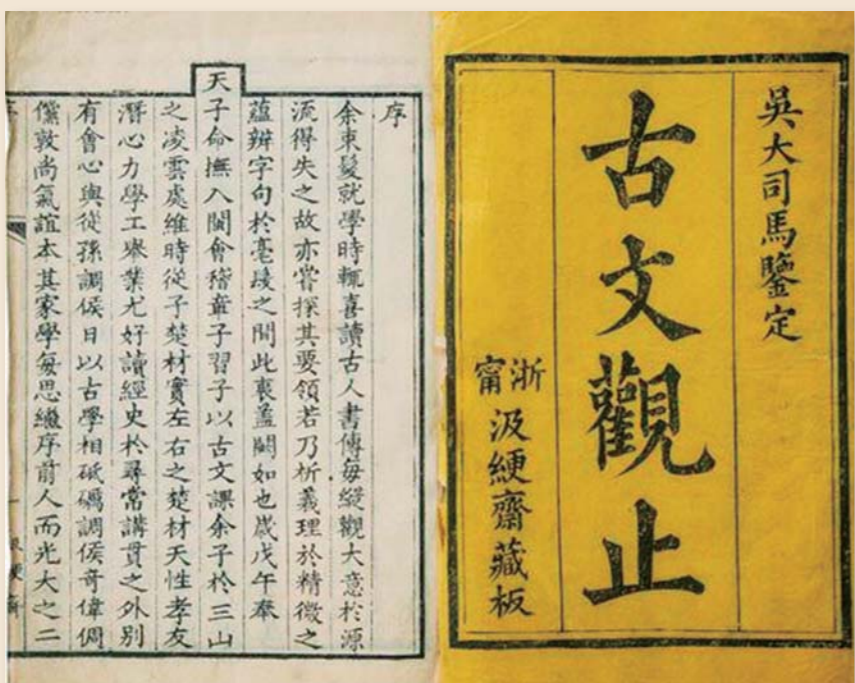 吳大司馬鑒定
古文觀止
浙甯
汲綆齋藏板
序
余束髮就學時輒喜讀古人書傳每縱觀大意於源
流得失之故亦嘗探其要領若乃析義理於精微之
蘊辨字句於毫髮之間此衷蓋闕如也歲戊午奉
天子命撫入閩會稽章子習子以古文課余子於三山
之凌雲處維時從子楚材實左右之楚材天性孝友
潛心力學工舉業尤好讀經史於尋常講貫之外別
有會心與從孫調侯日以古學相砥礪調侯奇偉倜
儻敦尚氣誼本其家學每思繼序前人而光大之二